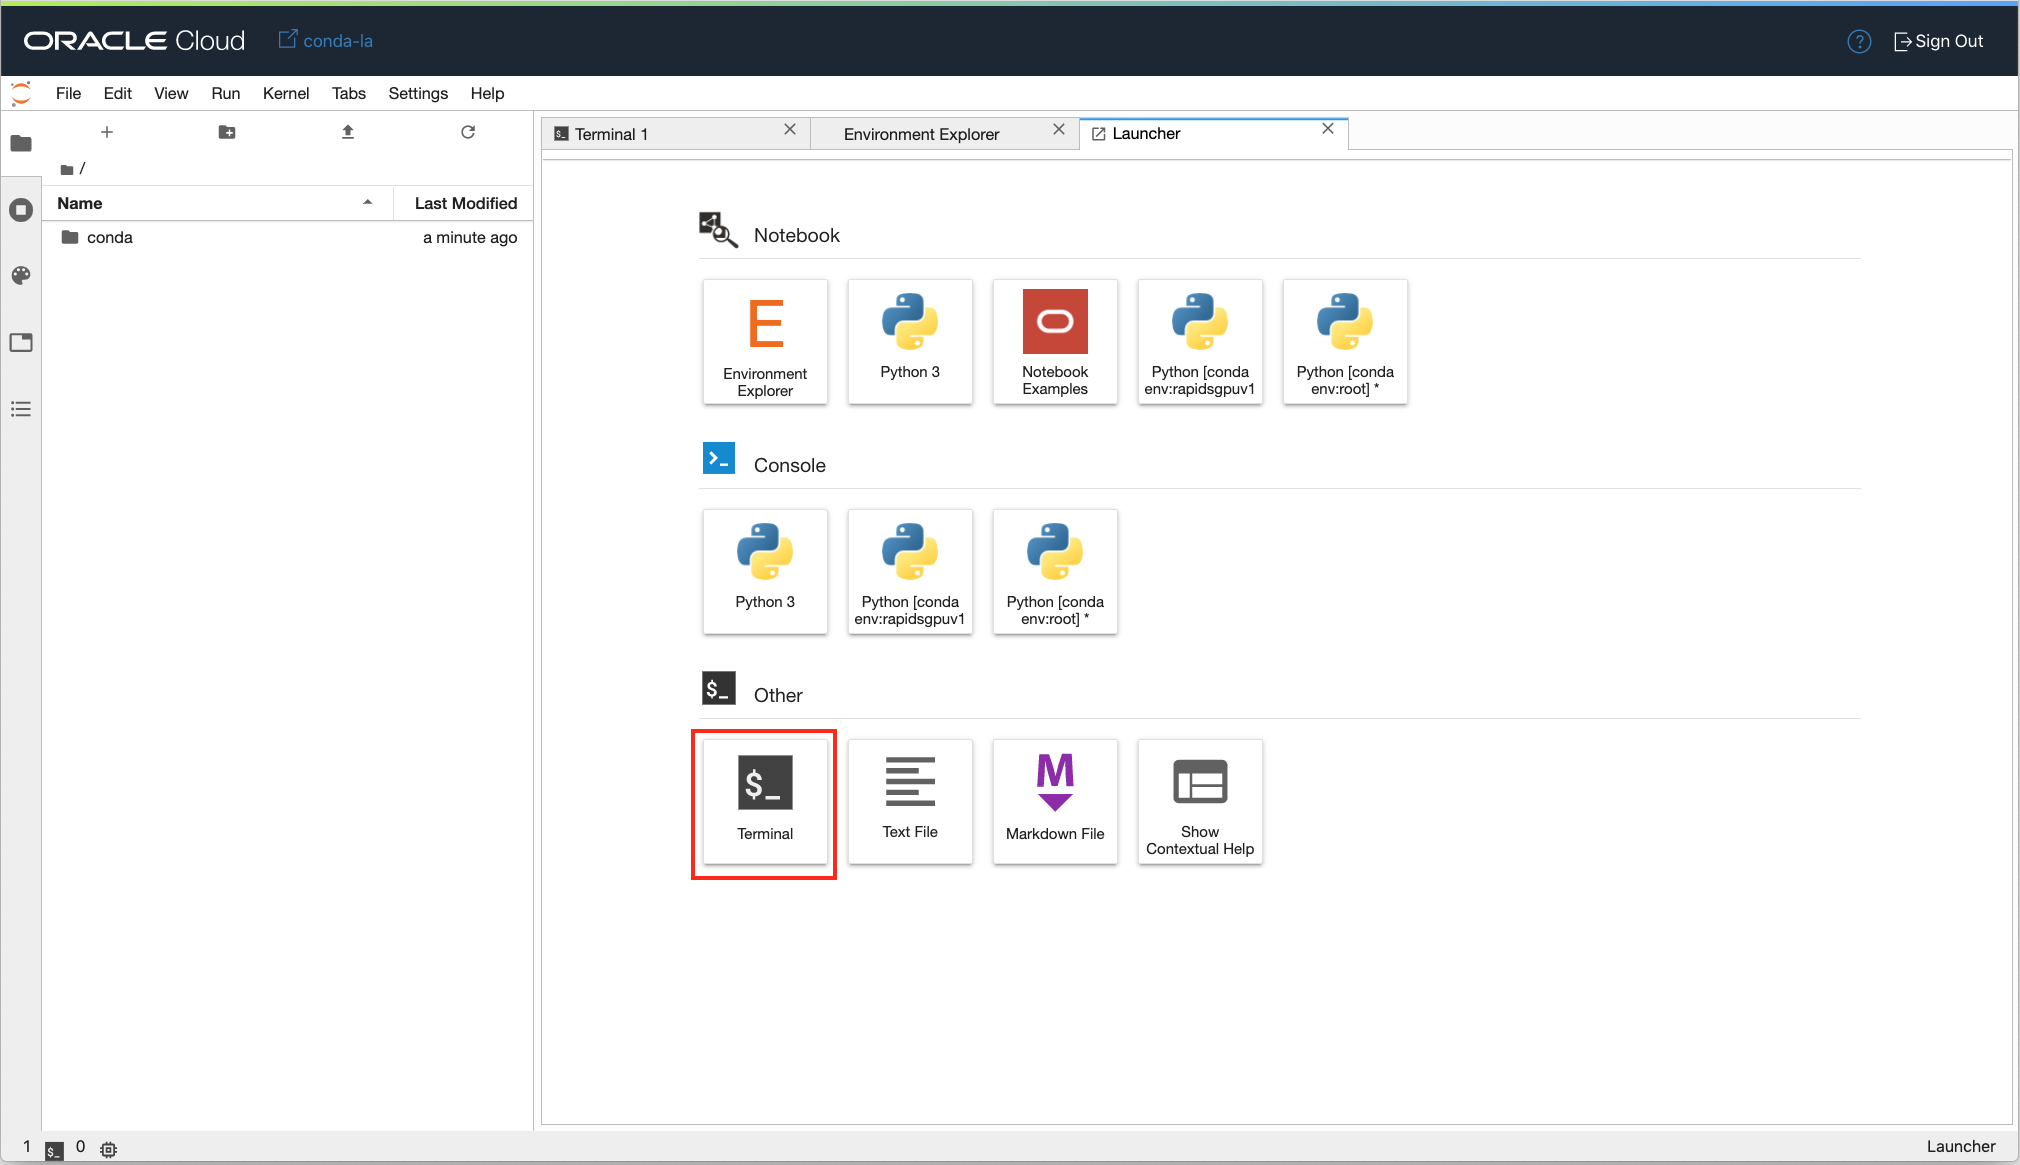 ORACLE Cloud conda-la ? Sign Out
File Edit View Run Kernel Tabs Settings Help
Terminal 1 Environment Explorer Launcher
/
Name Last Modified
conda a minute ago
Notebook
E
Environment
Explorer
Python 3
Notebook
Examples
Python [conda
env:rapidsgpuv1
Python [conda
env:root] *
Console
Python 3
Python [conda
env:rapidsgpuv1
Python [conda
env:root] *
$_ Other
$_
Terminal
Text File
M
Markdown File
Show
Contextual Help
1 $_ 0 Launcher